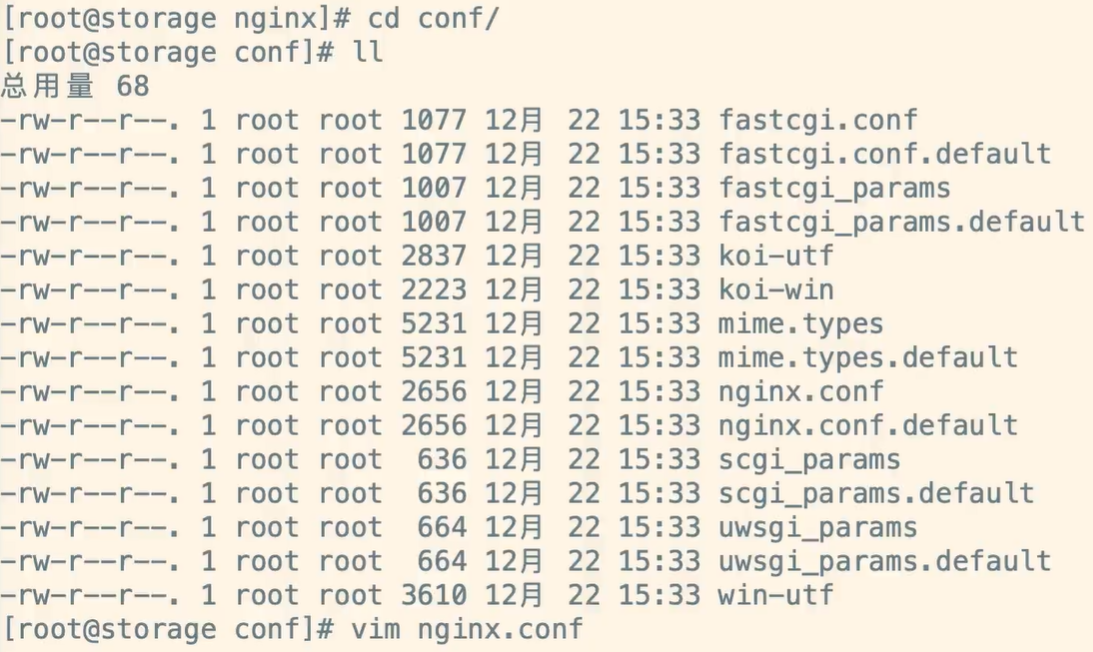 [root@storage nginx]# cd conf/
[root@storage conf]# ll
总用量 68
-rw-r--r--. 1 root root 1077 12月 22 15:33 fastcgi.conf
-rw-r--r--. 1 root root 1077 12月 22 15:33 fastcgi.conf.default
-rw-r--r--. 1 root root 1007 12月 22 15:33 fastcgi_params
-rw-r--r--. 1 root root 1007 12月 22 15:33 fastcgi_params.default
-rw-r--r--. 1 root root 2837 12月 22 15:33 koi-utf
-rw-r--r--. 1 root root 2223 12月 22 15:33 koi-win
-rw-r--r--. 1 root root 5231 12月 22 15:33 mime.types
-rw-r--r--. 1 root root 5231 12月 22 15:33 mime.types.default
-rw-r--r--. 1 root root 2656 12月 22 15:33 nginx.conf
-rw-r--r--. 1 root root 2656 12月 22 15:33 nginx.conf.default
-rw-r--r--. 1 root root  636 12月 22 15:33 scgi_params
-rw-r--r--. 1 root root  636 12月 22 15:33 scgi_params.default
-rw-r--r--. 1 root root  664 12月 22 15:33 uwsgi_params
-rw-r--r--. 1 root root  664 12月 22 15:33 uwsgi_params.default
-rw-r--r--. 1 root root 3610 12月 22 15:33 win-utf
[root@storage conf]# vim nginx.conf